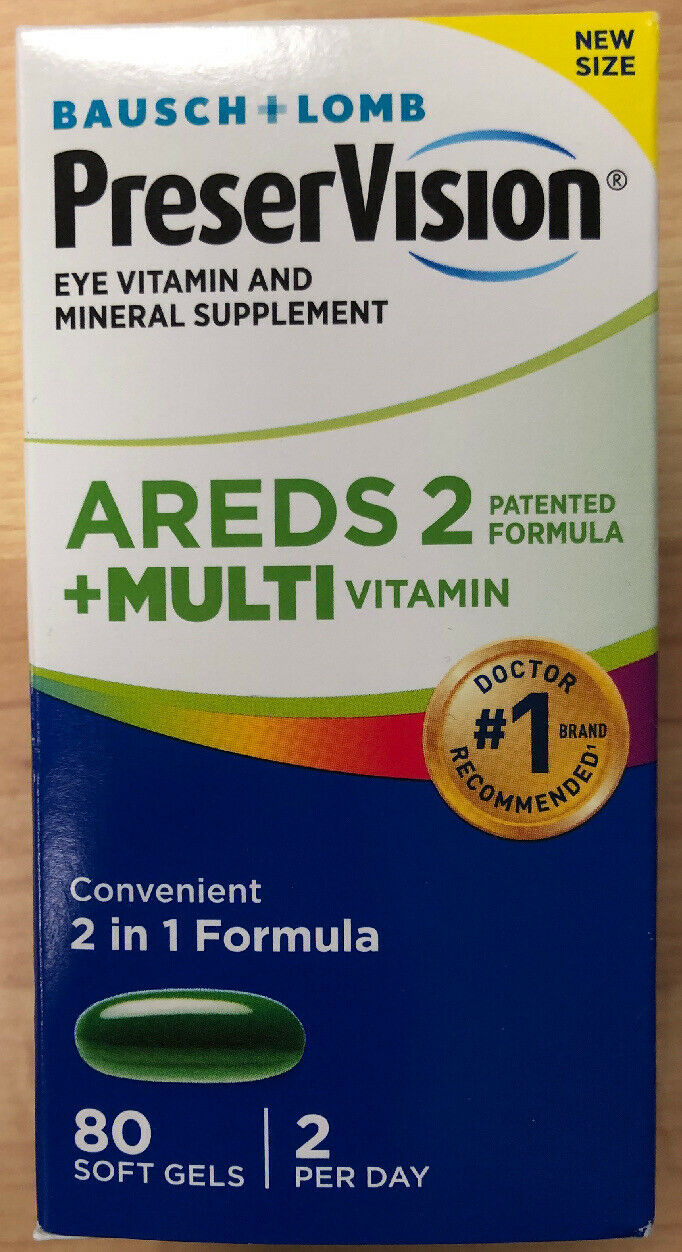 NEW
SIZE
BAUSCH + LOMB
PreserVision®
EYE VITAMIN AND
MINERAL SUPPLEMENT
AREDS 2 PATENTED FORMULA
+MULTI VITAMIN
DOCTOR
#1 BRAND
RECOMMENDED¹
Convenient
2 in 1 Formula
80
SOFT GELS
2
PER DAY